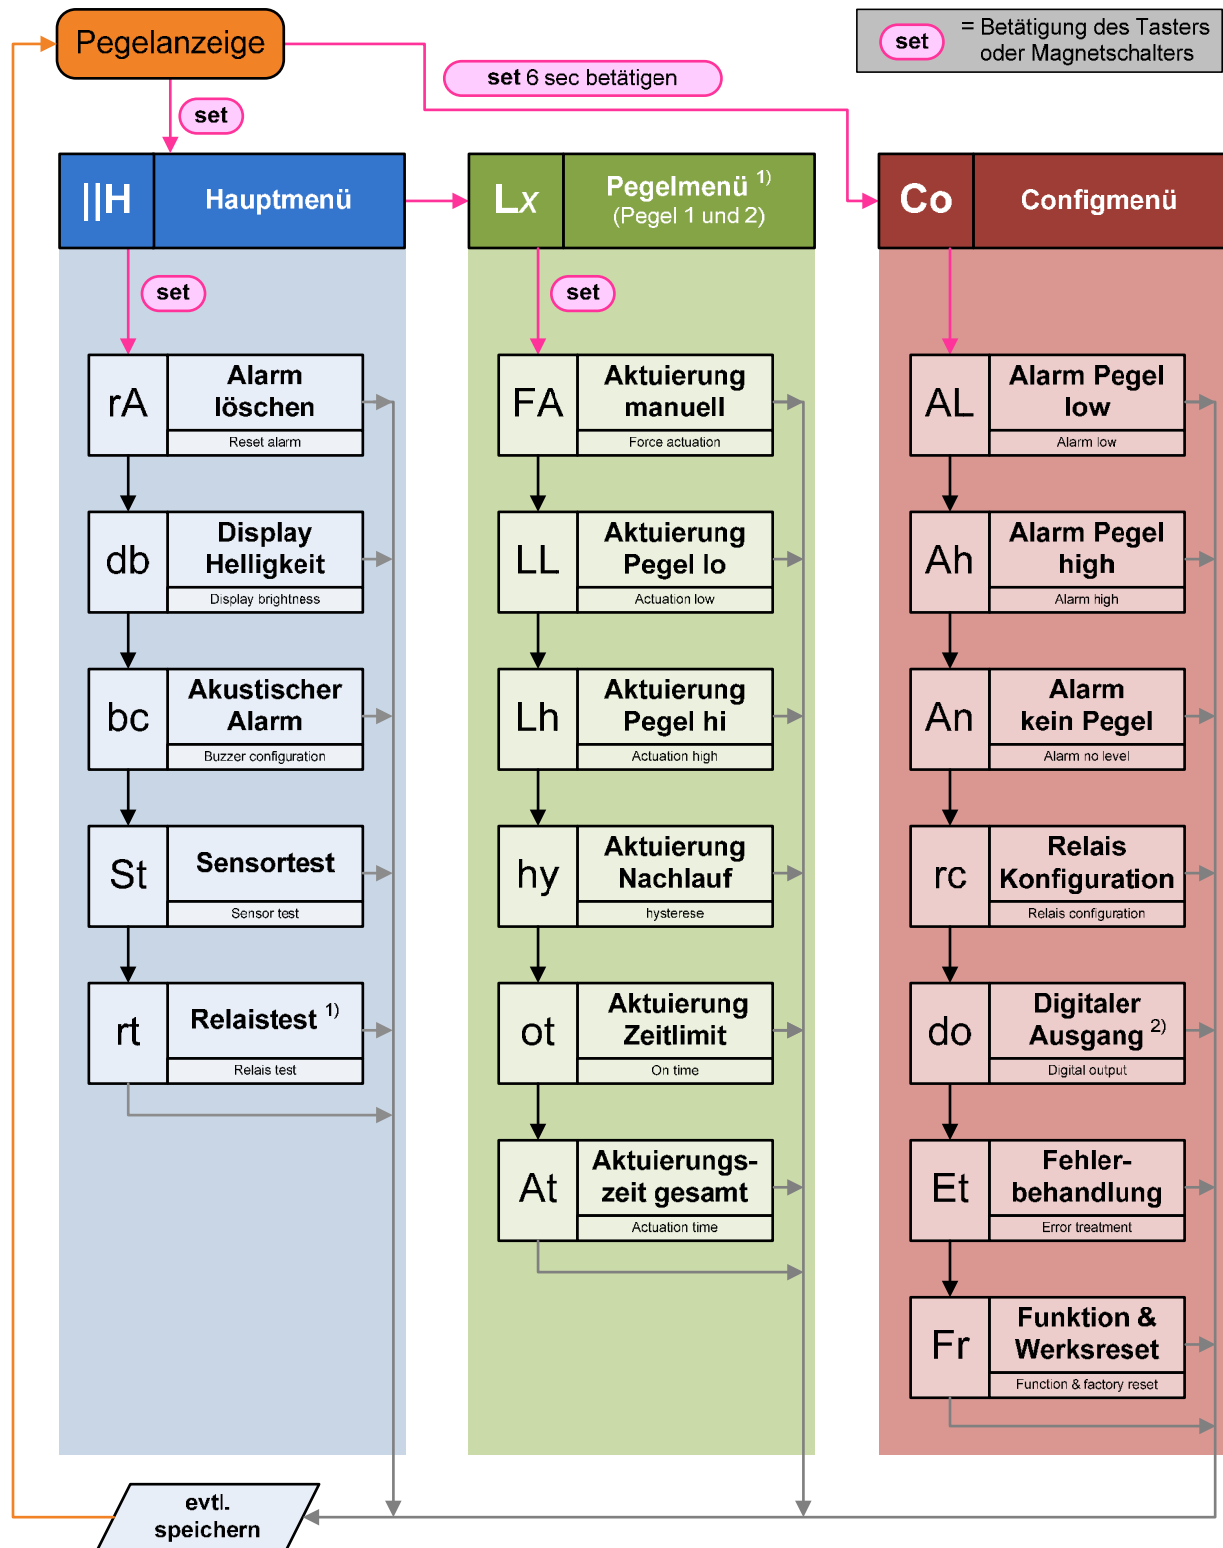 Pegelanzeige
set
= Betätigung des Tasters
oder Magnetschalters
set 6 sec betätigen
set
||H
Hauptmenü
Lx
Pegelmenü 1)
(Pegel 1 und 2)
Co
Configmenü
set
set
rA
Alarm
löschen
Reset alarm
db
Display
Helligkeit
Display brightness
bc
Akustischer
Alarm
Buzzer configuration
St
Sensortest
Sensor test
rt
Relaistest 1)
Relais test
FA
Aktuierung
manuell
Force actuation
LL
Aktuierung
Pegel lo
Actuation low
Lh
Aktuierung
Pegel hi
Actuation high
hy
Aktuierung
Nachlauf
hysterese
ot
Aktuierung
Zeitlimit
On time
At
Aktuierungs-
zeit gesamt
Actuation time
AL
Alarm Pegel
low
Alarm low
Ah
Alarm Pegel
high
Alarm high
An
Alarm
kein Pegel
Alarm no level
rc
Relais
Konfiguration
Relais configuration
do
Digitaler
Ausgang 2)
Digital output
Et
Fehler-
behandlung
Error treatment
Fr
Funktion &
Werksreset
Function & factory reset
evtl.
speichern